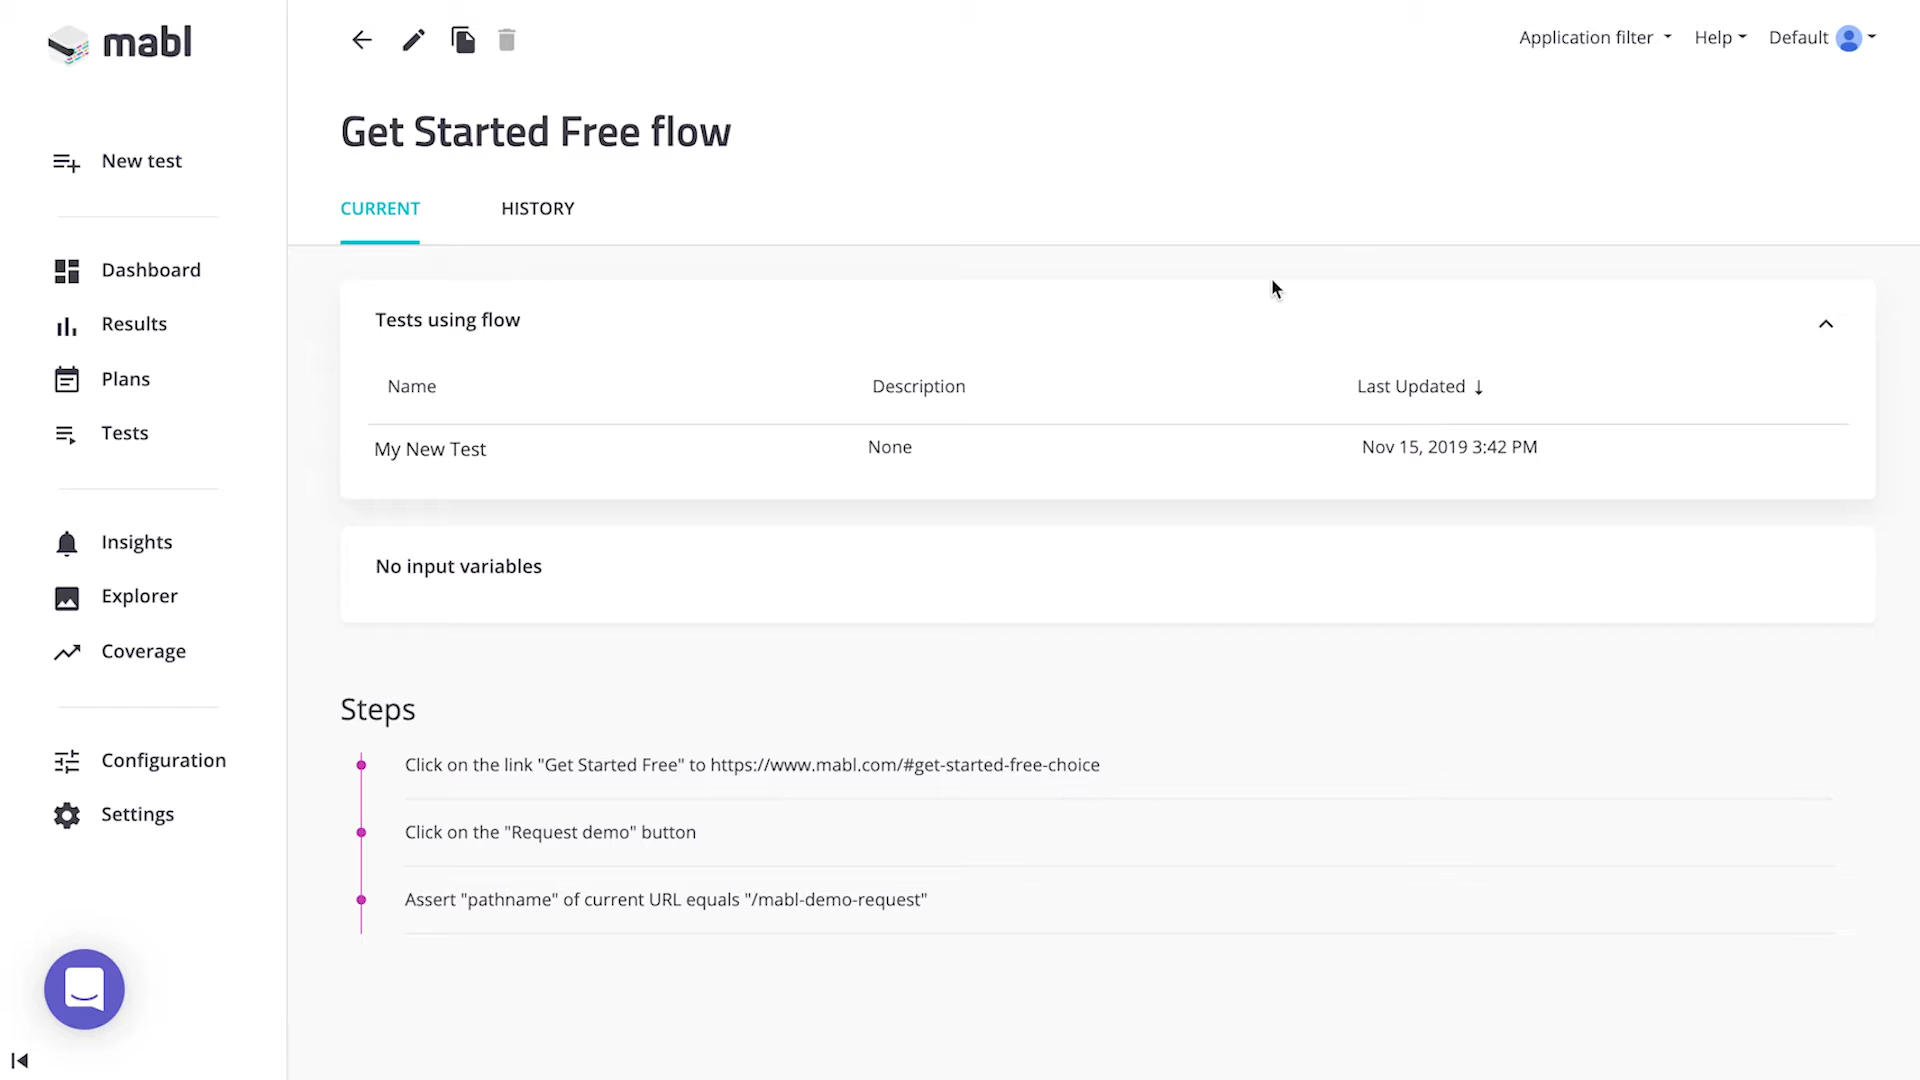 mabl
Application filter
Help
Default
Get Started Free flow
New test
CURRENT
HISTORY
Dashboard
Results
Plans
Tests
Tests using flow
Name
Description
Last Updated ↓
My New Test
None
Nov 15, 2019 3:42 PM
Insights
Explorer
Coverage
No input variables
Configuration
Settings
Steps
Click on the link "Get Started Free" to https://www.mabl.com/#get-started-free-choice
Click on the "Request demo" button
Assert "pathname" of current URL equals "/mabl-demo-request"